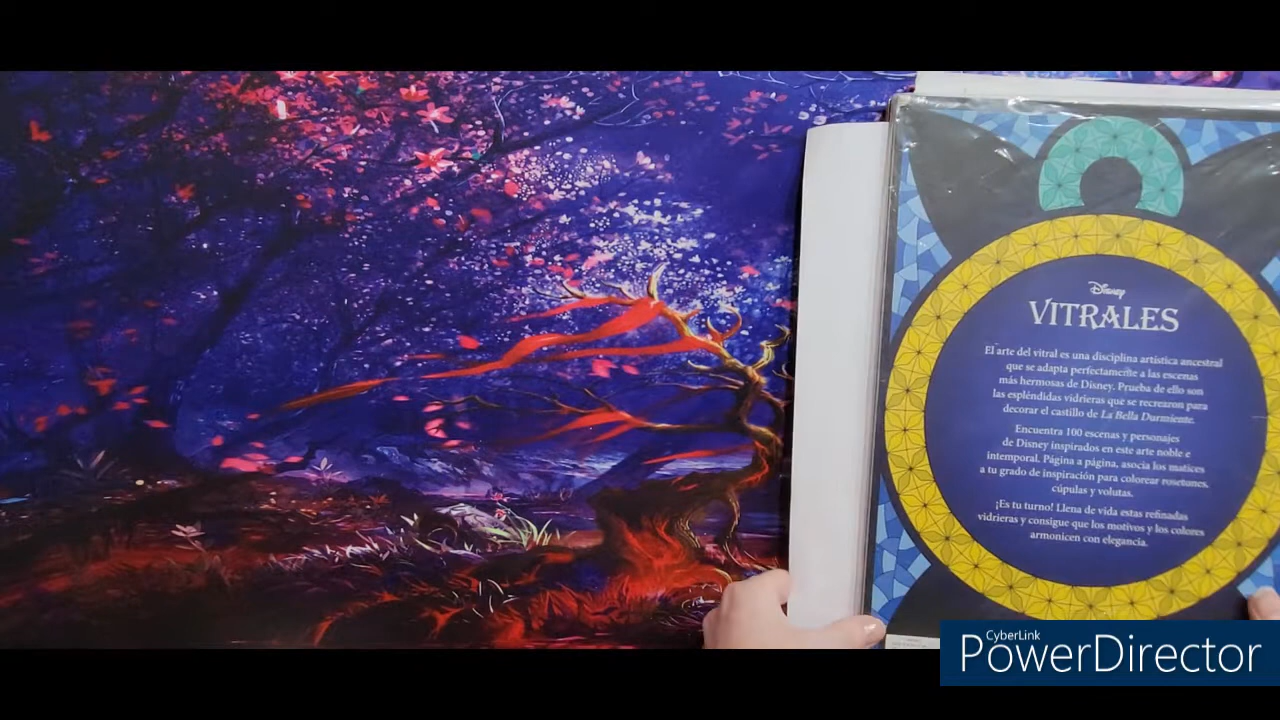 Disney
VITRALES
El arte del vitral es una disciplina artística ancestral
que se adapta perfectamente a las escenas
más hermosas de Disney. Prueba de ello son
las espléndidas vidrieras que se recrearon para
decorar el castillo de La Bella Durmiente.
Encuentra 100 escenas y personajes
de Disney inspirados en este arte noble e
intemporal. Página a página, asocia los matices
a tu grado de inspiración para colorear rosetones,
cúpulas y volutas.
¡Es tu turno! Llena de vida estas refinadas
vidrieras y consigue que los motivos y los colores
armonicen con elegancia.
CyberLink
PowerDirector